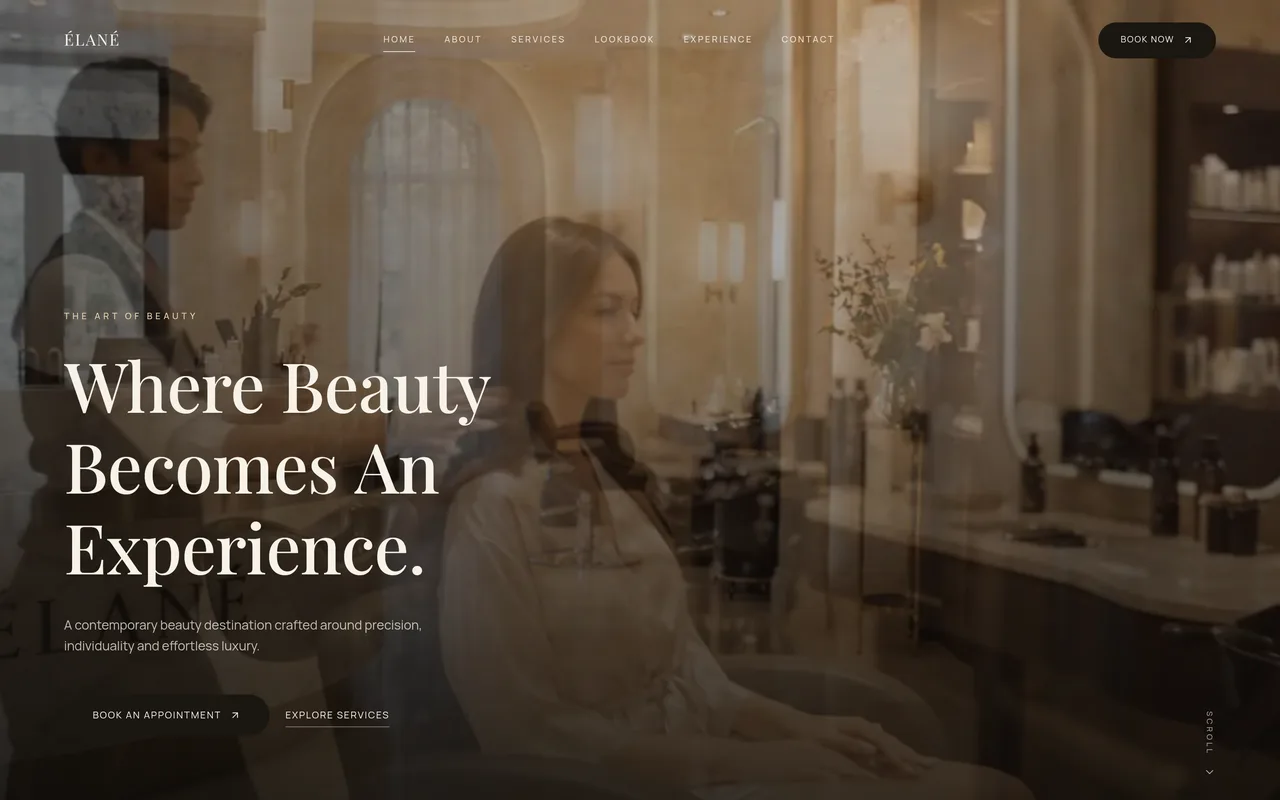 ÉLANÉ
HOME
ABOUT
SERVICES
LOOKBOOK
EXPERIENCE
CONTACT
BOOK NOW
THE ART OF BEAUTY
Where Beauty
Becomes An
Experience.
ELANE
A contemporary beauty destination crafted around precision,
individuality and effortless luxury.
BOOK AN APPOINTMENT
EXPLORE SERVICES
SCROLL